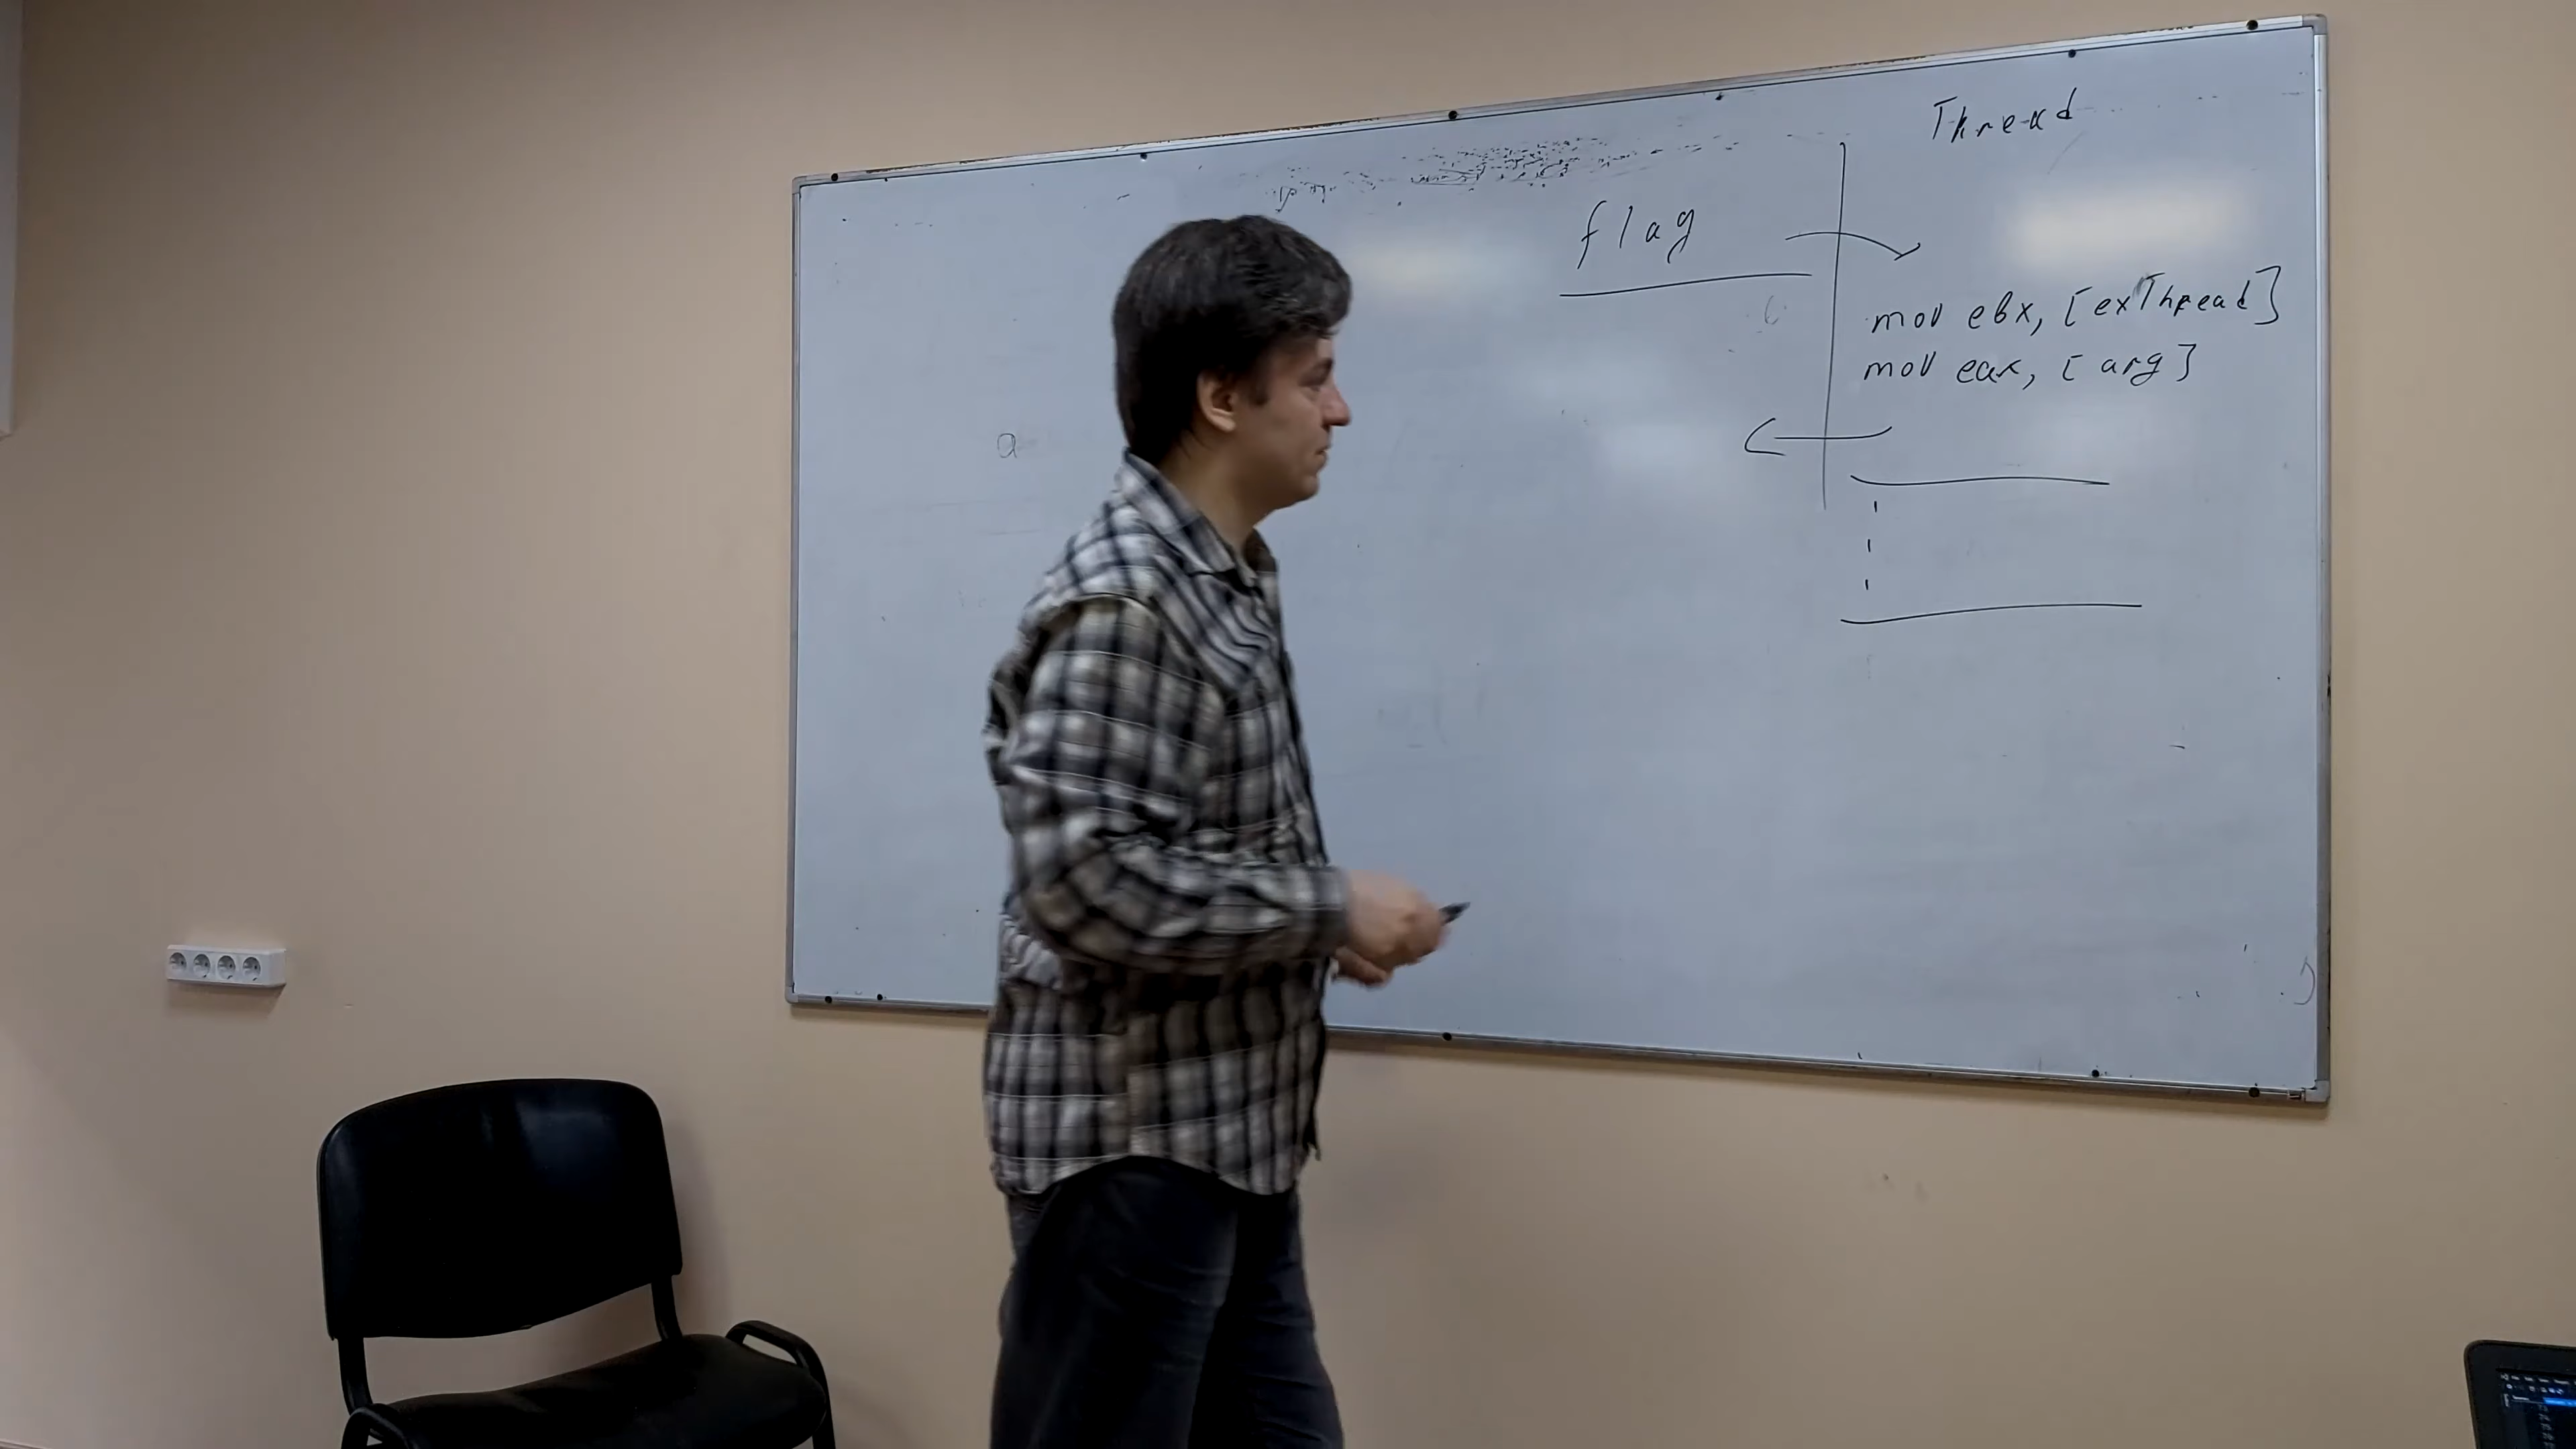 Thread
flag
mov ebx, [exThread]
mov eax, [arg]
a